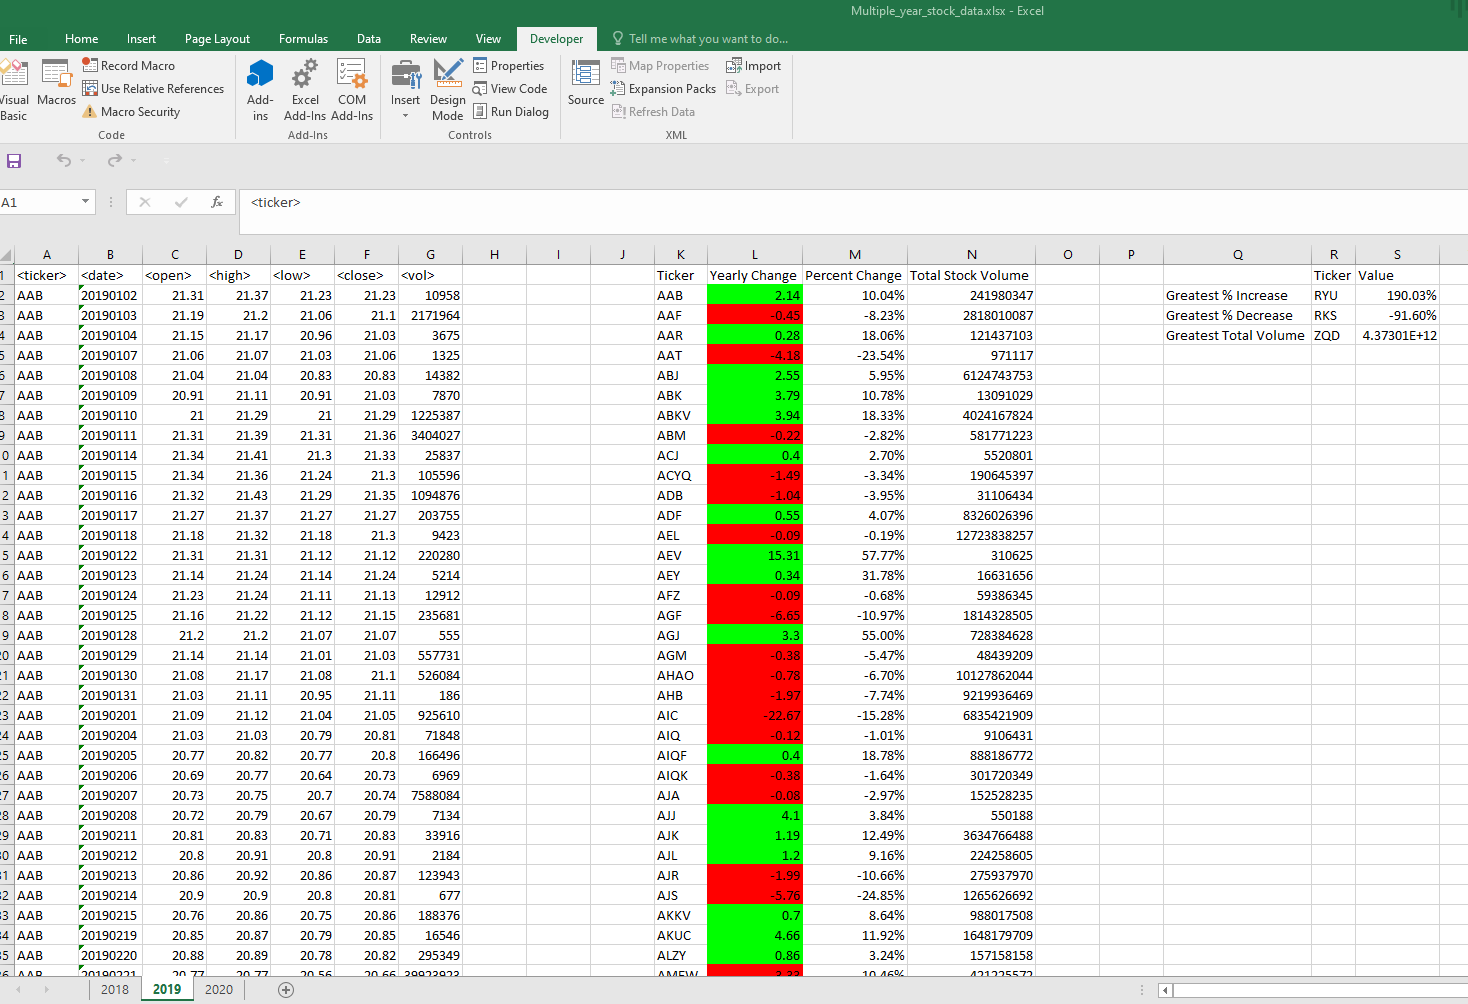 Multiple_year_stock_data.xlsx - Excel
File Home Insert Page Layout Formulas Data Review View Developer Tell me what you want to do...
Record Macro Properties Map Properties Import
Visual Basic Macros Use Relative References Add-ins Excel Add-Ins COM Add-Ins Insert Design Mode View Code Source Expansion Packs Export
Macro Security Run Dialog Refresh Data
Code Add-Ins Controls XML
A1 fx <ticker>
A B C D E F G H I J K L M N O P Q R S
1 <ticker> <date> <open> <high> <low> <close> <vol> Ticker Yearly Change Percent Change Total Stock Volume Ticker Value
2 AAB 20190102 21.31 21.37 21.23 21.23 10958 AAB 2.14 10.04% 241980347 Greatest % Increase RYU 190.03%
3 AAB 20190103 21.19 21.2 21.06 21.1 2171964 AAF -0.45 -8.23% 2818010087 Greatest % Decrease RKS -91.60%
4 AAB 20190104 21.15 21.17 20.96 21.03 3675 AAR 0.28 18.06% 121437103 Greatest Total Volume ZQD 4.37301E+12
5 AAB 20190107 21.06 21.07 21.03 21.06 1325 AAT -4.18 -23.54% 971117
6 AAB 20190108 21.04 21.04 20.83 20.83 14382 ABJ 2.55 5.95% 6124743753
7 AAB 20190109 20.91 21.11 20.91 21.03 7870 ABK 3.79 10.78% 13091029
8 AAB 20190110 21 21.29 21 21.29 1225387 ABKV 3.94 18.33% 4024167824
9 AAB 20190111 21.31 21.39 21.31 21.36 3404027 ABM -0.22 -2.82% 581771223
0 AAB 20190114 21.34 21.41 21.3 21.33 25837 ACJ 0.4 2.70% 5520801
1 AAB 20190115 21.34 21.36 21.24 21.3 105596 ACYQ -1.49 -3.34% 190645397
2 AAB 20190116 21.32 21.43 21.29 21.35 1094876 ADB -1.04 -3.95% 31106434
3 AAB 20190117 21.27 21.37 21.27 21.27 203755 ADF 0.55 4.07% 8326026396
4 AAB 20190118 21.18 21.32 21.18 21.3 9423 AEL -0.09 -0.19% 12723838257
5 AAB 20190122 21.31 21.31 21.12 21.12 220280 AEV 15.31 57.77% 310625
6 AAB 20190123 21.14 21.24 21.14 21.24 5214 AEY 0.34 31.78% 16631656
7 AAB 20190124 21.23 21.24 21.11 21.13 12912 AFZ -0.09 -0.68% 59386345
8 AAB 20190125 21.16 21.22 21.12 21.15 235681 AGF -6.65 -10.97% 1814328505
9 AAB 20190128 21.2 21.2 21.07 21.07 555 AGJ 3.3 55.00% 728384628
20 AAB 20190129 21.14 21.14 21.01 21.03 557731 AGM -0.38 -5.47% 48439209
21 AAB 20190130 21.08 21.17 21.08 21.1 526084 AHAO -0.78 -6.70% 10127862044
22 AAB 20190131 21.03 21.11 20.95 21.11 186 AHB -1.97 -7.74% 9219936469
23 AAB 20190201 21.09 21.12 21.04 21.05 925610 AIC -22.67 -15.28% 6835421909
24 AAB 20190204 21.03 21.03 20.79 20.81 71848 AIQ -0.12 -1.01% 9106431
25 AAB 20190205 20.77 20.82 20.77 20.8 166496 AIQF 0.4 18.78% 888186772
26 AAB 20190206 20.69 20.77 20.64 20.73 6969 AIQK -0.38 -1.64% 301720349
27 AAB 20190207 20.73 20.75 20.7 20.74 7588084 AJA -0.08 -2.97% 152528235
28 AAB 20190208 20.72 20.79 20.67 20.79 7134 AJJ 4.1 3.84% 550188
29 AAB 20190211 20.81 20.83 20.71 20.83 33916 AJK 1.19 12.49% 3634766488
30 AAB 20190212 20.8 20.91 20.8 20.91 2184 AJL 1.2 9.16% 224258605
31 AAB 20190213 20.86 20.92 20.86 20.87 123943 AJR -1.99 -10.66% 275937970
32 AAB 20190214 20.9 20.9 20.8 20.81 677 AJS -5.76 -24.85% 1265626692
33 AAB 20190215 20.76 20.86 20.75 20.86 188376 AKKV 0.7 8.64% 988017508
34 AAB 20190219 20.85 20.87 20.79 20.85 16546 AKUC 4.66 11.92% 1648179709
35 AAB 20190220 20.88 20.89 20.78 20.82 295349 ALZY 0.86 3.24% 157158158
36 AAB 20190221 20.77 20.77 20.56 20.66
2018 2019 2020